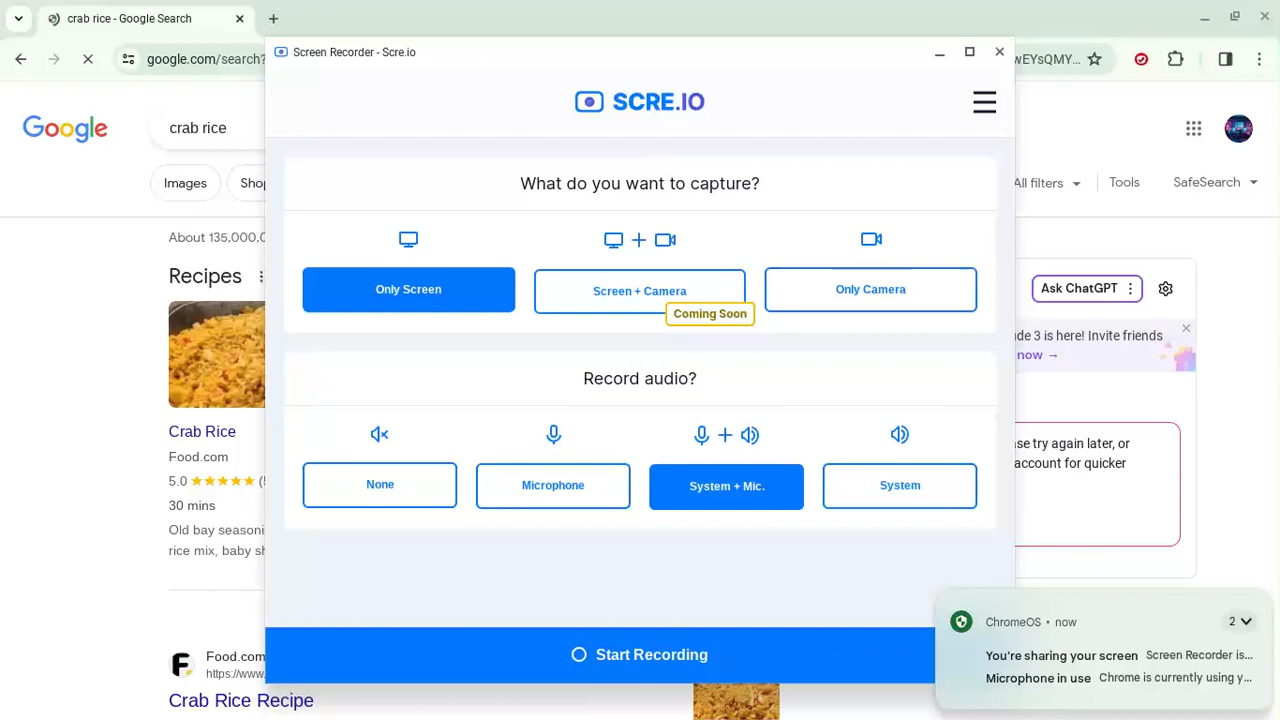 crab rice - Google Search
google.com/search?
wEYsQMY...
Screen Recorder - Scre.io
SCRE.IO
Google
crab rice
Images
Shop
All filters
Tools
SafeSearch
What do you want to capture?
About 135,000,0
Only Screen
Screen + Camera
Only Camera
Coming Soon
Recipes
Ask ChatGPT
ude 3 is here! Invite friends
now →
Record audio?
None
Microphone
System + Mic.
System
Crab Rice
Food.com
5.0 ★★★★★ (5
30 mins
Old bay seasoni
rice mix, baby sh
ase try again later, or
account for quicker
Start Recording
ChromeOS • now
2
You're sharing your screen Screen Recorder is...
Microphone in use Chrome is currently using y...
Food.com
https://www.
Crab Rice Recipe